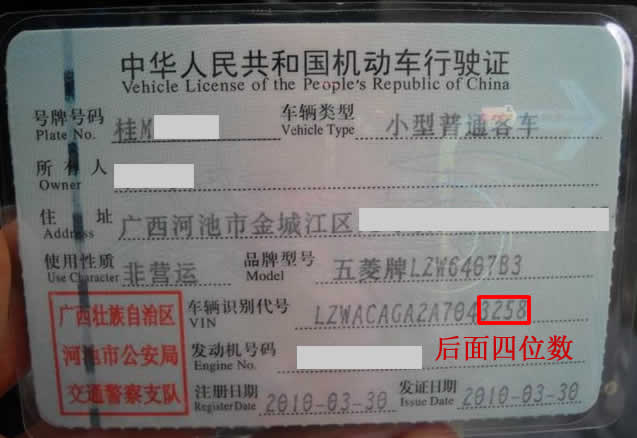 中华人民共和国机动车行驶证
Vehicle License of the People's Republic of China
号牌号码 桂M 车辆类型 小型普通客车
Plate No. Vehicle Type
所有人
Owner
住址 广西河池市金城江区
Address
使用性质 非营运 品牌型号 五菱牌LZW6407B3
Use Character Model
广西壮族自治区
河池市公安局
交通警察支队
车辆识别代号 LZWACAGA2A7043258
VIN
后面四位数
发动机号码
Engine No.
注册日期 2010-03-30 发证日期 2010-03-30
Register Date Issue Date